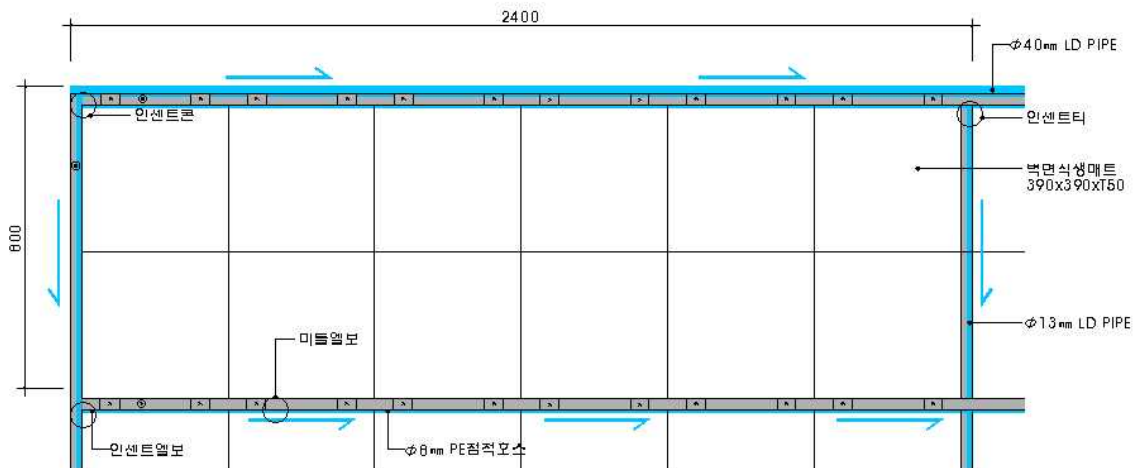 2400
φ40mm LD PIPE
인센트콘
인센트티
벽면식생매트
390x390xT50
800
미들엘보
φ13mm LD PIPE
인센트엘보
φ8mm PE점적호스